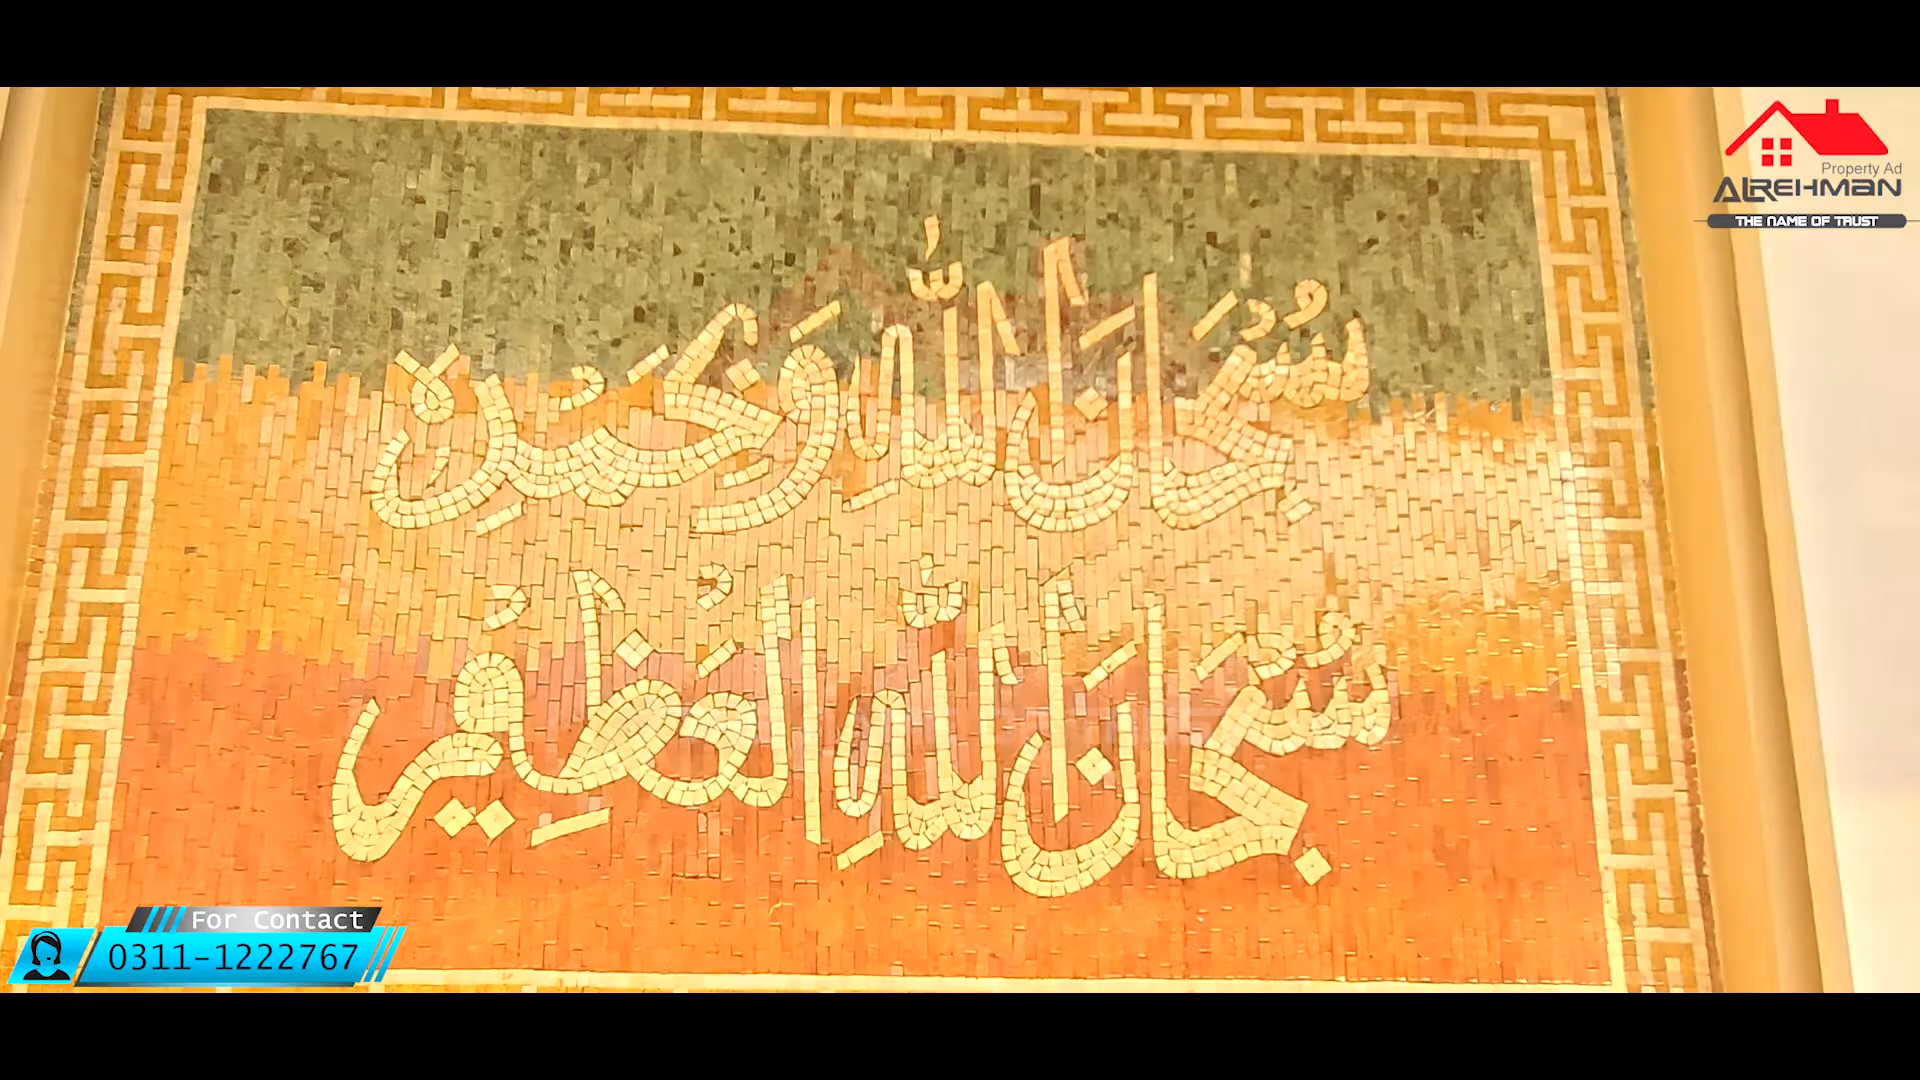 سُبْحَانَ اللّٰهِ وَبِحَمْدِهِ
سُبْحَانَ اللّٰهِ الْعَظِيْمِ
Property Ad
ALREHMAN
THE NAME OF TRUST
For Contact
0311-1222767